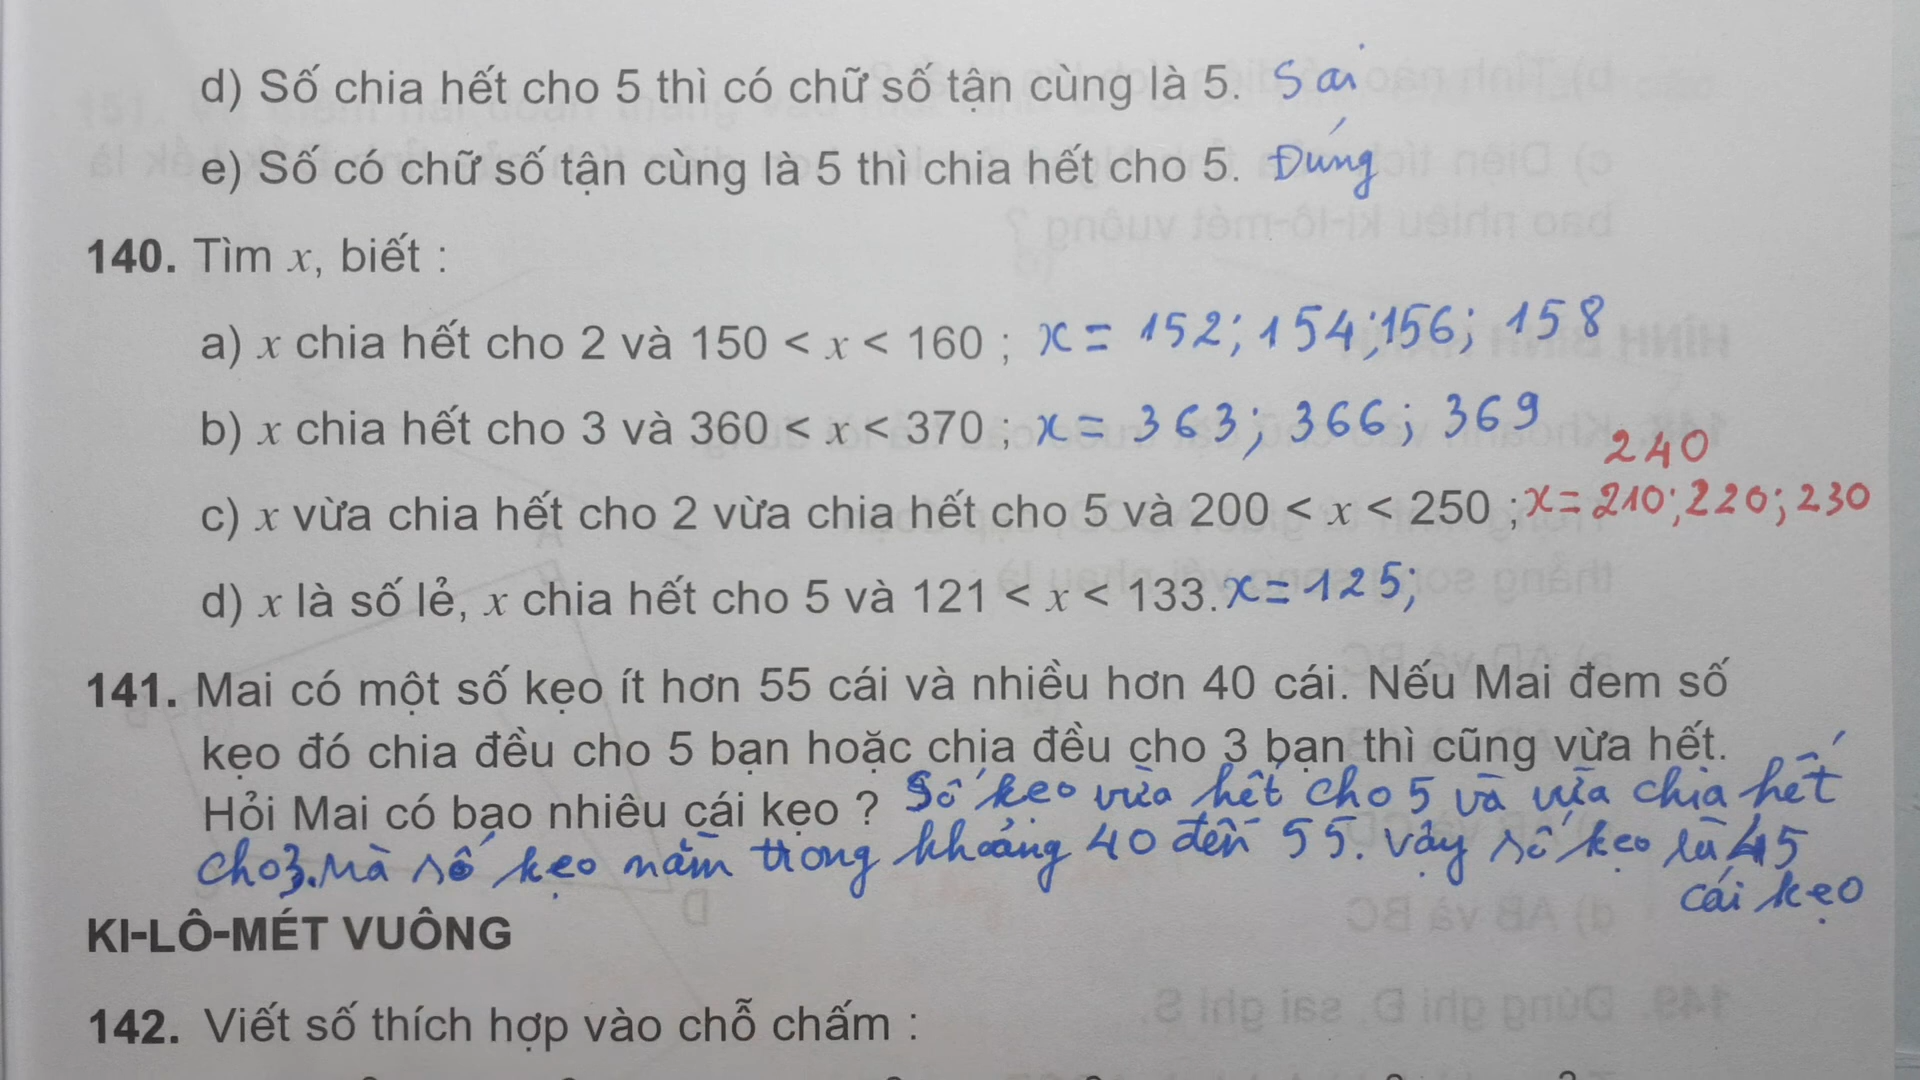 d) Số chia hết cho 5 thì có chữ số tận cùng là 5. Sai
e) Số có chữ số tận cùng là 5 thì chia hết cho 5. Đúng
140. Tìm x, biết :
a) x chia hết cho 2 và 150 < x < 160 ; x = 152; 154; 156; 158
b) x chia hết cho 3 và 360 < x < 370 ; x = 363; 366; 369
240
c) x vừa chia hết cho 2 vừa chia hết cho 5 và 200 < x < 250 ; x = 210; 220; 230
d) x là số lẻ, x chia hết cho 5 và 121 < x < 133. x = 125;
141. Mai có một số kẹo ít hơn 55 cái và nhiều hơn 40 cái. Nếu Mai đem số
kẹo đó chia đều cho 5 bạn hoặc chia đều cho 3 bạn thì cũng vừa hết.
Hỏi Mai có bao nhiêu cái kẹo ? Số kẹo vừa hết cho 5 và vừa chia hết
cho 3. Mà số kẹo nằm trong khoảng 40 đến 55. Vậy số kẹo là 45
cái kẹo
KI-LÔ-MÉT VUÔNG
142. Viết số thích hợp vào chỗ chấm :